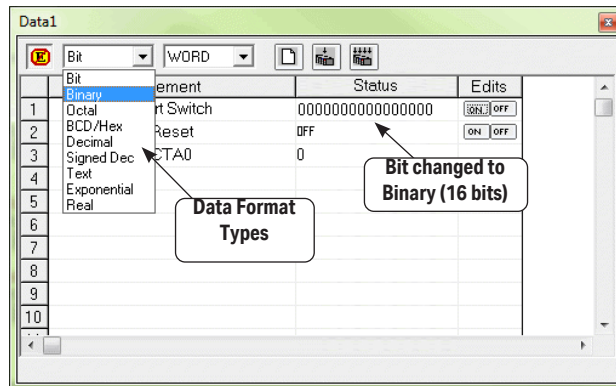 Data1
E Bit WORD
Bit
Binary
Octal
BCD/Hex
Decimal
Signed Dec
Text
Exponential
Real
ement Status Edits
1 rt Switch 0000000000000000 ON OFF
2 Reset OFF ON OFF
3 CTA0 0
4
5
6
7
8
9
10
Bit changed to
Binary (16 bits)
Data Format
Types